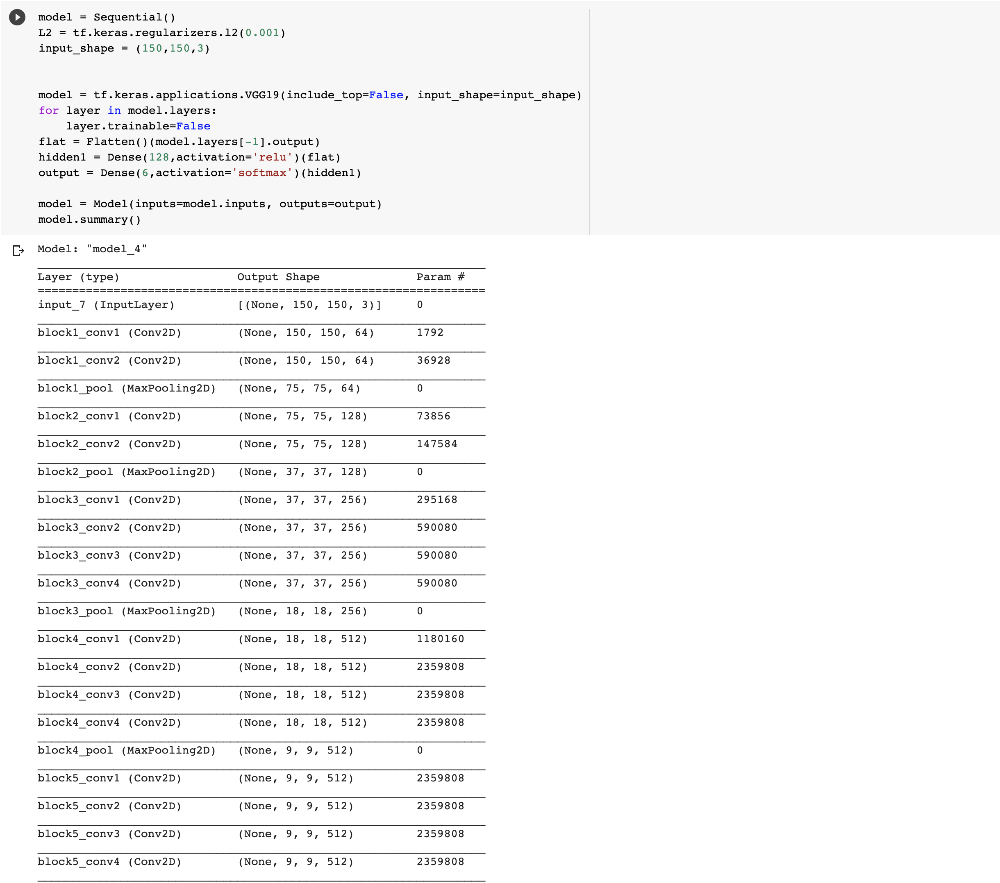 model = Sequential()
L2 = tf.keras.regularizers.l2(0.001)
input_shape = (150,150,3)
model = tf.keras.applications.VGG19(include_top=False, input_shape=input_shape)
for layer in model.layers:
    layer.trainable=False
flat = Flatten()(model.layers[-1].output)
hidden1 = Dense(128,activation='relu')(flat)
output = Dense(6,activation='softmax')(hidden1)
model = Model(inputs=model.inputs, outputs=output)
model.summary()
Model: "model_4"
_________________________________________________________________
Layer (type)                 Output Shape              Param #
=================================================================
input_7 (InputLayer)         [(None, 150, 150, 3)]     0
_________________________________________________________________
block1_conv1 (Conv2D)        (None, 150, 150, 64)      1792
_________________________________________________________________
block1_conv2 (Conv2D)        (None, 150, 150, 64)      36928
_________________________________________________________________
block1_pool (MaxPooling2D)   (None, 75, 75, 64)        0
_________________________________________________________________
block2_conv1 (Conv2D)        (None, 75, 75, 128)       73856
_________________________________________________________________
block2_conv2 (Conv2D)        (None, 75, 75, 128)       147584
_________________________________________________________________
block2_pool (MaxPooling2D)   (None, 37, 37, 128)       0
_________________________________________________________________
block3_conv1 (Conv2D)        (None, 37, 37, 256)       295168
_________________________________________________________________
block3_conv2 (Conv2D)        (None, 37, 37, 256)       590080
_________________________________________________________________
block3_conv3 (Conv2D)        (None, 37, 37, 256)       590080
_________________________________________________________________
block3_conv4 (Conv2D)        (None, 37, 37, 256)       590080
_________________________________________________________________
block3_pool (MaxPooling2D)   (None, 18, 18, 256)       0
_________________________________________________________________
block4_conv1 (Conv2D)        (None, 18, 18, 512)       1180160
_________________________________________________________________
block4_conv2 (Conv2D)        (None, 18, 18, 512)       2359808
_________________________________________________________________
block4_conv3 (Conv2D)        (None, 18, 18, 512)       2359808
_________________________________________________________________
block4_conv4 (Conv2D)        (None, 18, 18, 512)       2359808
_________________________________________________________________
block4_pool (MaxPooling2D)   (None, 9, 9, 512)         0
_________________________________________________________________
block5_conv1 (Conv2D)        (None, 9, 9, 512)         2359808
_________________________________________________________________
block5_conv2 (Conv2D)        (None, 9, 9, 512)         2359808
_________________________________________________________________
block5_conv3 (Conv2D)        (None, 9, 9, 512)         2359808
_________________________________________________________________
block5_conv4 (Conv2D)        (None, 9, 9, 512)         2359808
_________________________________________________________________